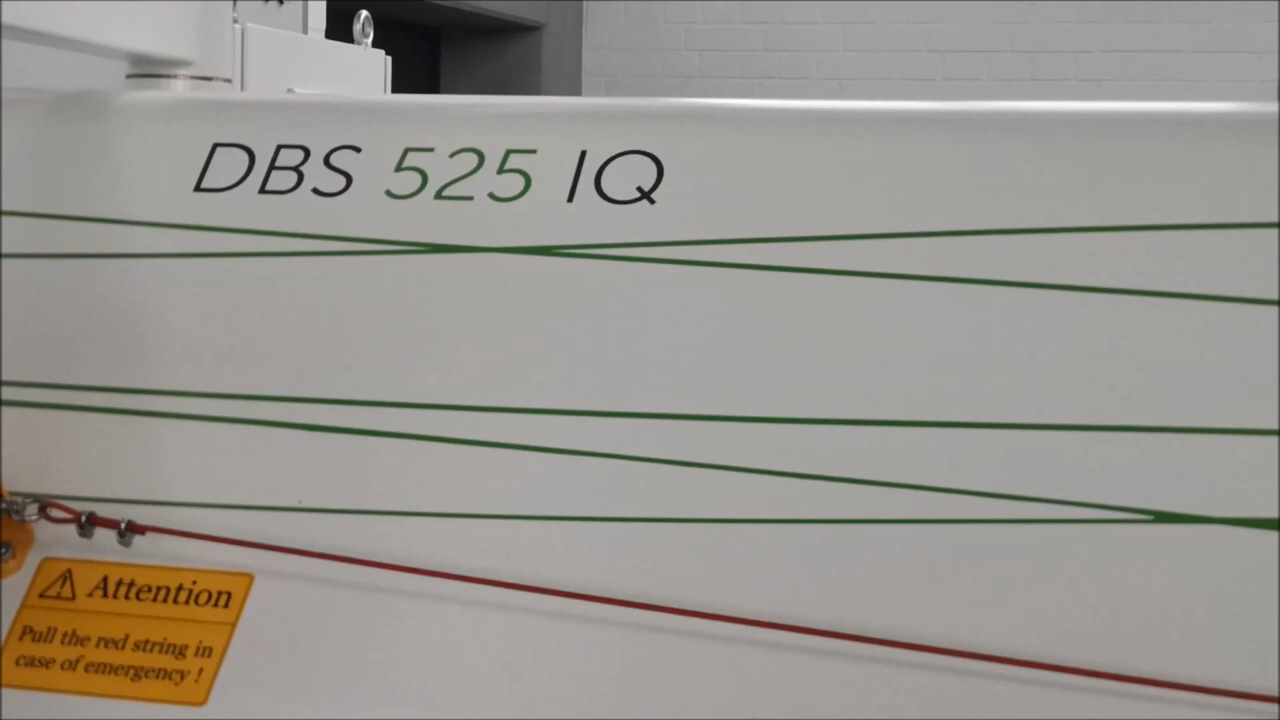 DBS 525 IQ
Attention
Pull the red string in
case of emergency !